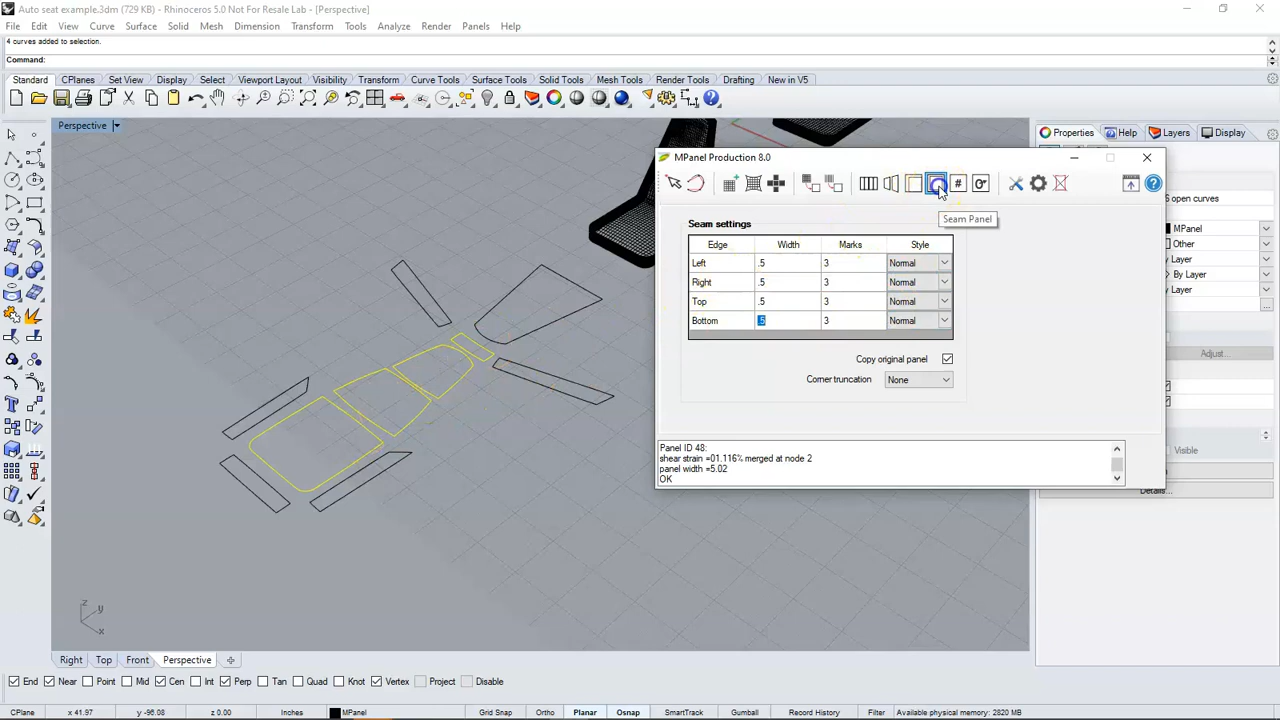 Auto seat example.3dm (729 KB) - Rhinoceros 5.0 Not For Resale Lab - [Perspective]
File Edit View Curve Surface Solid Mesh Dimension Transform Tools Analyze Render Panels Help
4 curves added to selection.
Command:
Standard CPlanes Set View Display Select Viewport Layout Visibility Transform Curve Tools Surface Tools Solid Tools Mesh Tools Render Tools Drafting New in V5
Perspective
Properties Help Layers Display
MPanel Production 8.0
Seam Panel
Seam settings
Edge Width Marks Style
Left .5 3 Normal
Right .5 3 Normal
Top .5 3 Normal
Bottom .5 3 Normal
Copy original panel
Corner truncation None
Panel ID 48:
shear strain =01.116% merged at node 2
panel width =5.02
OK
open curves
MPanel
Other
By Layer
By Layer
By Layer
Adjust...
Visible
Details...
z y
x
Right Top Front Perspective
End Near Point Mid Cen Int Perp Tan Quad Knot Vertex Project Disable
CPlane x 41.97 y -96.08 z 0.00 Inches MPanel Grid Snap Ortho Planar Osnap SmartTrack Gumball Record History Filter Available physical memory: 2820 MB